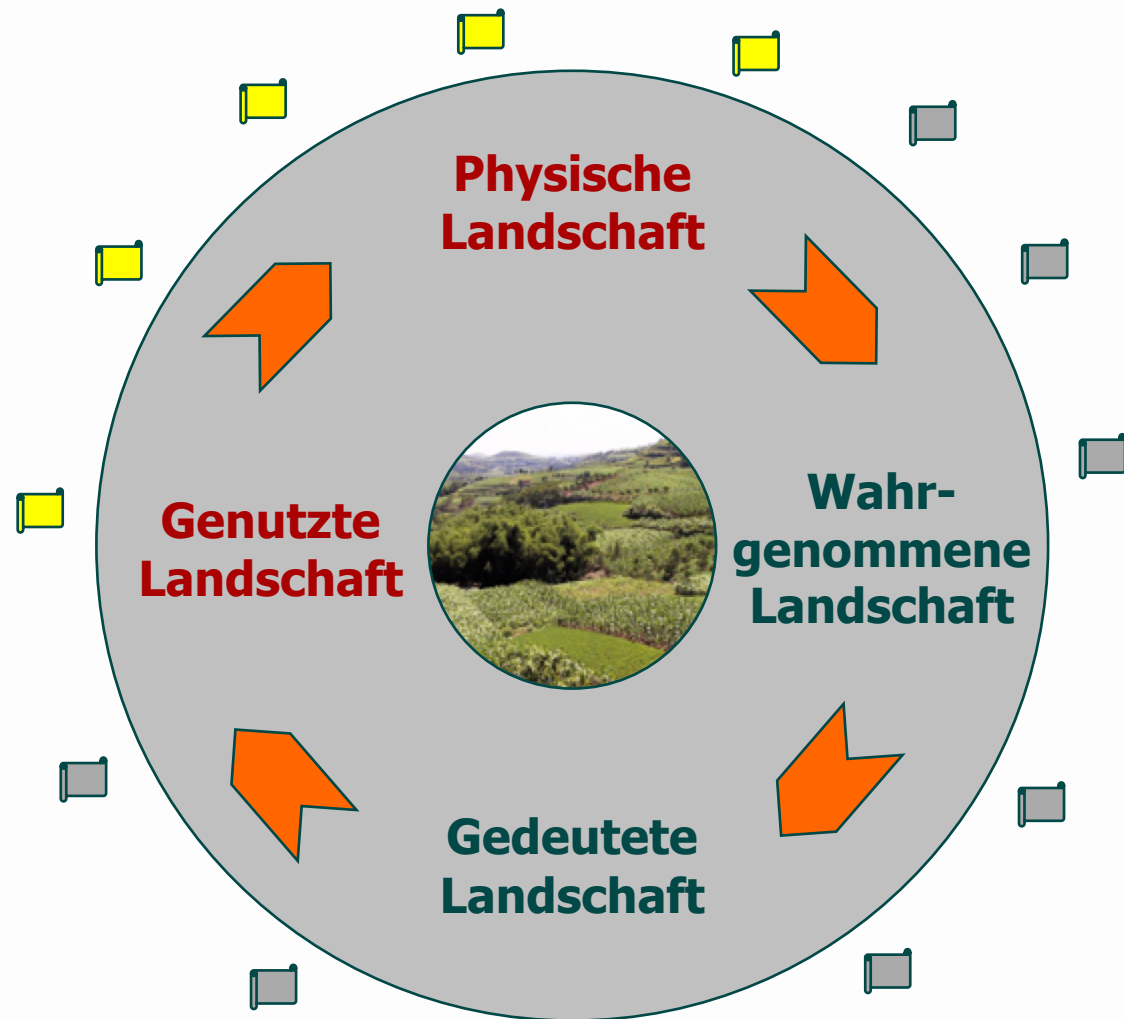 Physische
Landschaft
Wahr-
genommene
Landschaft
Gedeutete
Landschaft
Genutzte
Landschaft